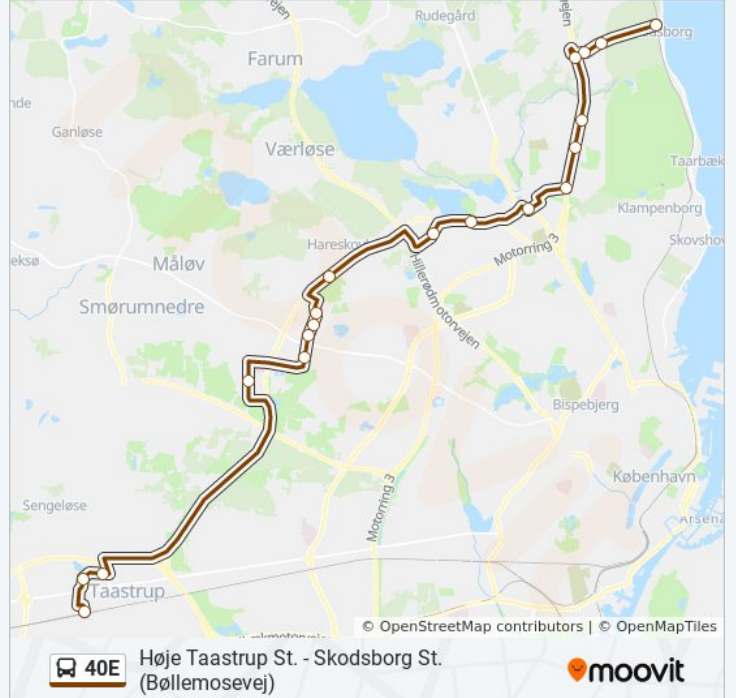 Rudegård
vejen
Farum
Ganløse
Værløse
Taarbæk
Klampenborg
Hareskov
Skovshov
Motorring 3
Måløv
Smørumnedre
Hillerødmotorvejen
Bispebjerg
København
Motorring 3
Sengeløse
Taastrup
© OpenStreetMap contributors | © OpenMapTiles
40E
Høje Taastrup St. - Skodsborg St.
(Bøllemosevej)
moovit